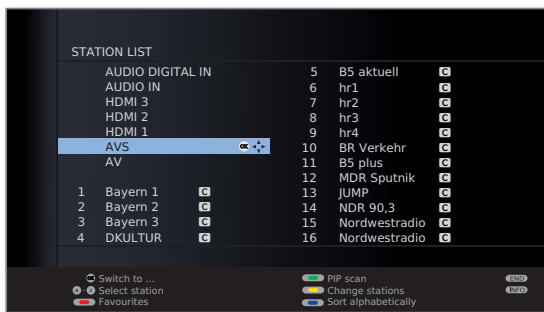 STATION LIST
AUDIO DIGITAL IN
AUDIO IN
HDMI 3
HDMI 2
HDMI 1
AVS OK
AV
1 Bayern 1 C
2 Bayern 2 C
3 Bayern 3 C
4 DKULTUR C
5 B5 aktuell C
6 hr1 C
7 hr2 C
8 hr3 C
9 hr4 C
10 BR Verkehr C
11 B5 plus C
12 MDR Sputnik C
13 JUMP C
14 NDR 90,3 C
15 Nordwestradio C
16 Nordwestradio C
OK Switch to ...
Select station
Favourites
PIP scan
Change stations
Sort alphabetically
END
INFO